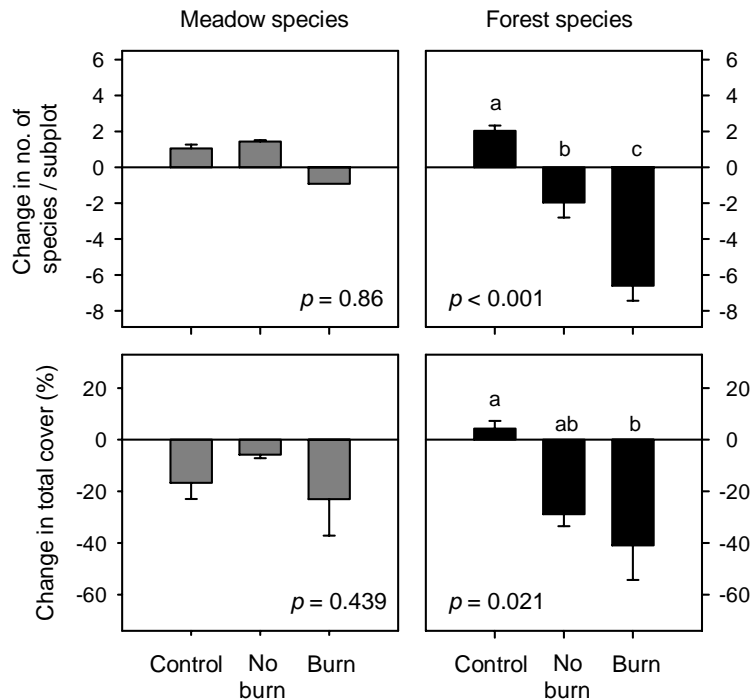 Meadow species
Forest species
Change in no. of
species / subplot
6
4
2
0
-2
-4
-6
-8
p = 0.86
a
b
c
p < 0.001
6
4
2
0
-2
-4
-6
-8
Change in total cover (%)
20
0
-20
-40
-60
p = 0.439
a
ab
b
p = 0.021
20
0
-20
-40
-60
Control
No
burn
Burn
Control
No
burn
Burn